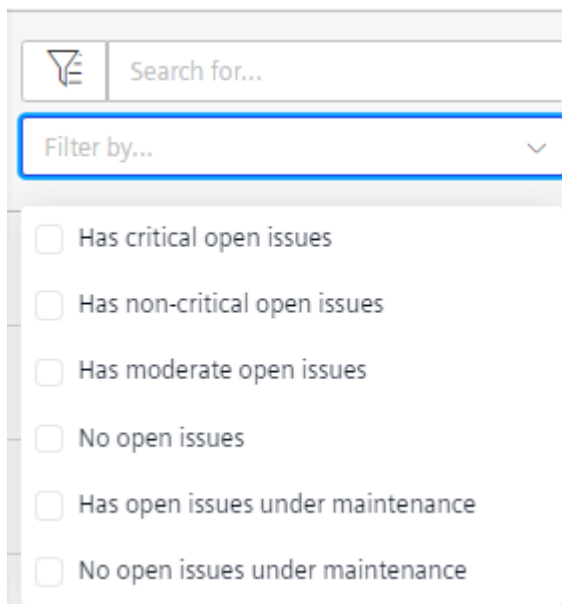 Search for...
Filter by...
Has critical open issues
Has non-critical open issues
Has moderate open issues
No open issues
Has open issues under maintenance
No open issues under maintenance